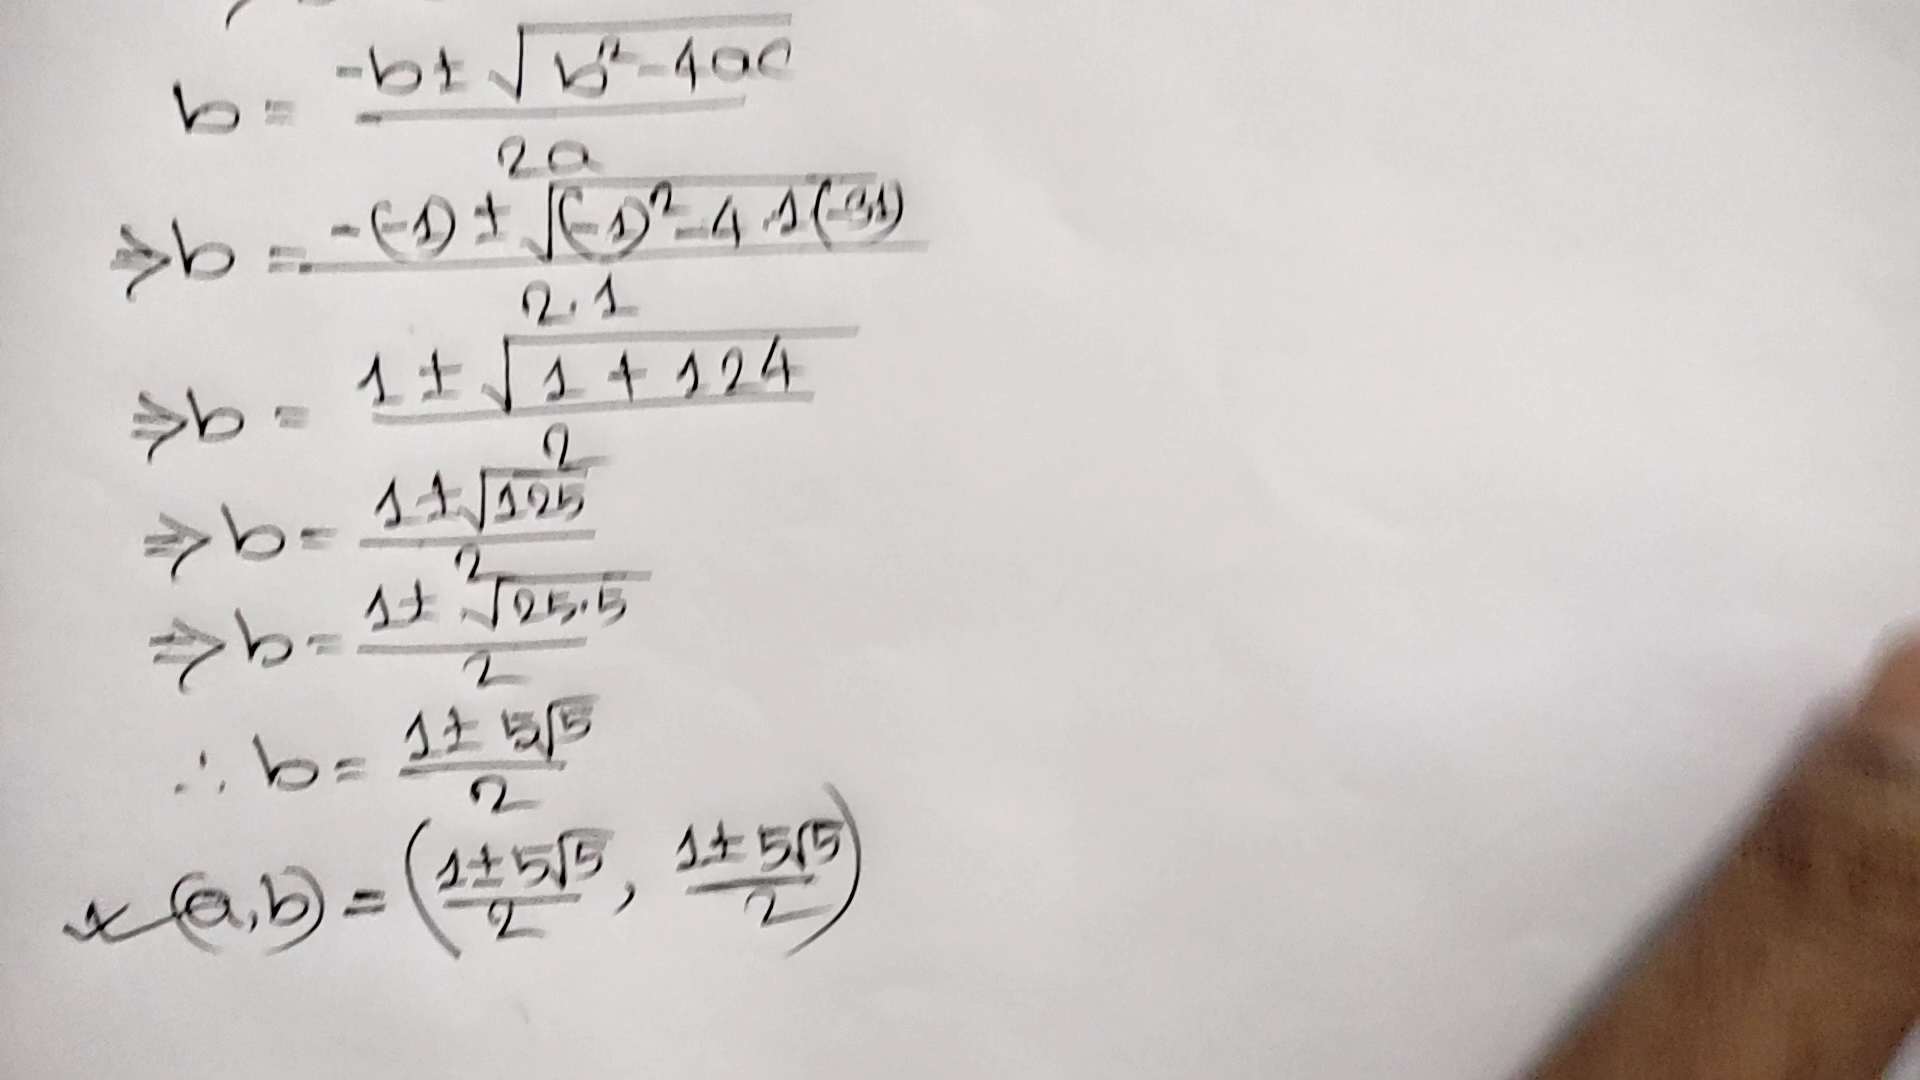 b = (-b ± √(b² - 4ac)) / 2a
⇒ b = (-(-1) ± √((-1)² - 4.1(-31))) / 2.1
⇒ b = (1 ± √(1 + 124)) / 2
⇒ b = (1 ± √125) / 2
⇒ b = (1 ± √(25.5)) / 2
∴ b = (1 ± 5√5) / 2
(a,b) = ((1 ± 5√5) / 2, (1 ± 5√5) / 2)